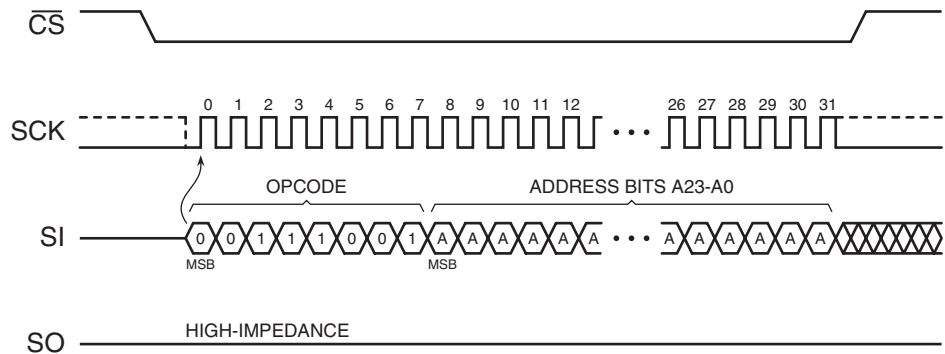 CS
SCK
0 1 2 3 4 5 6 7 8 9 10 11 12 • • • 26 27 28 29 30 31
OPCODE ADDRESS BITS A23-A0
SI
0 0 1 1 1 0 0 1 A A A A A A • • • A A A A A A
MSB MSB
HIGH-IMPEDANCE
SO